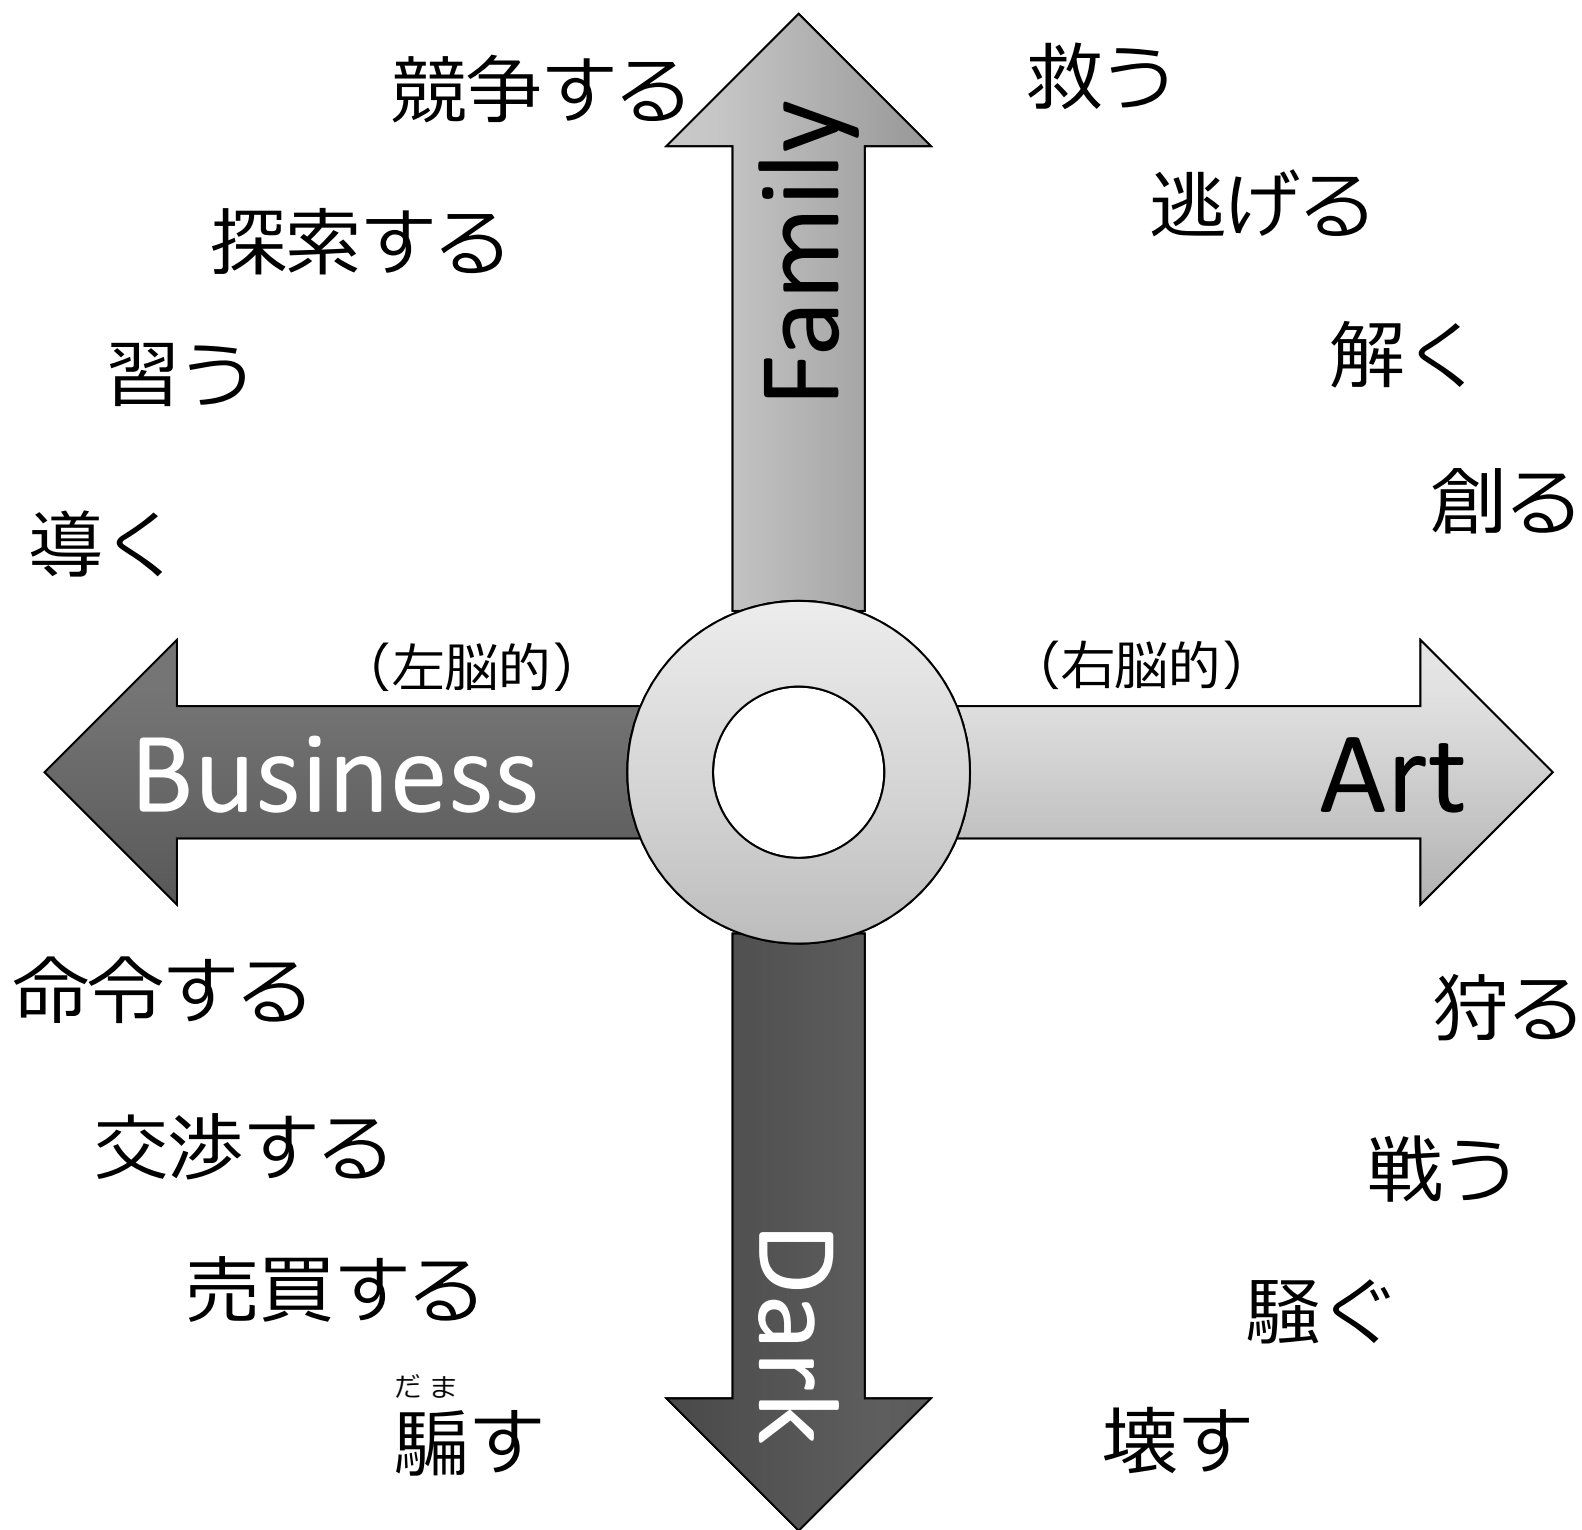 競争する
救う
Family
逃げる
探索する
解く
習う
創る
導く
（左脳的）
（右脳的）
Business
Art
命令する
狩る
交渉する
戦う
売買する
騒ぐ
Dark
だま
騙す
壊す